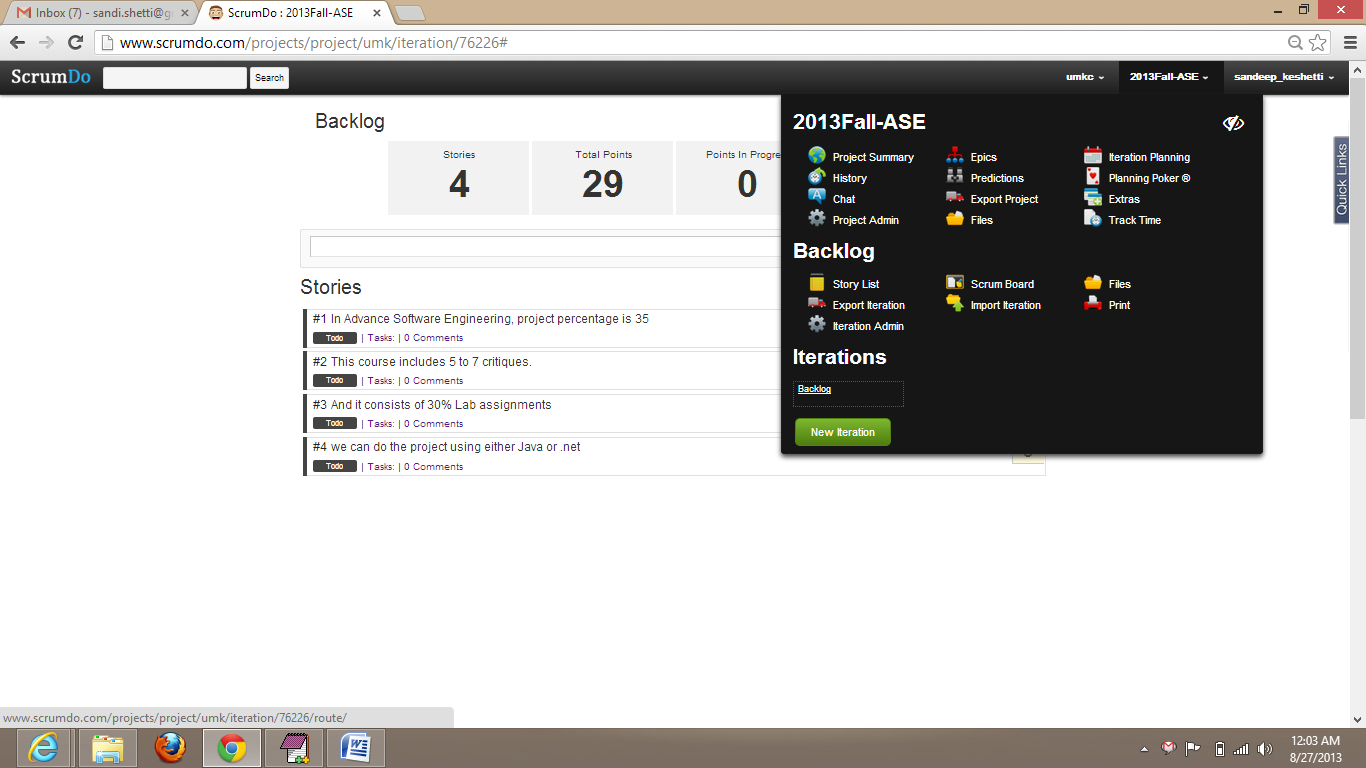 Inbox (7) - sandi.shetti@g
ScrumDo : 2013Fall-ASE
www.scrumdo.com/projects/project/umk/iteration/76226#
ScrumDo
Search
umkc
2013Fall-ASE
sandeep_keshetti
Backlog
Stories
4
Total Points
29
Points In Progre
0
Stories
#1 In Advance Software Engineering, project percentage is 35
Todo | Tasks: | 0 Comments
#2 This course includes 5 to 7 critiques.
Todo | Tasks: | 0 Comments
#3 And it consists of 30% Lab assignments
Todo | Tasks: | 0 Comments
#4 we can do the project using either Java or .net
Todo | Tasks: | 0 Comments
2013Fall-ASE
Project Summary Epics Iteration Planning
History Predictions Planning Poker ®
Chat Export Project Extras
Project Admin Files Track Time
Backlog
Story List Scrum Board Files
Export Iteration Import Iteration Print
Iteration Admin
Iterations
Backlog
New Iteration
Quick Links
www.scrumdo.com/projects/project/umk/iteration/76226/route/
12:03 AM
8/27/2013